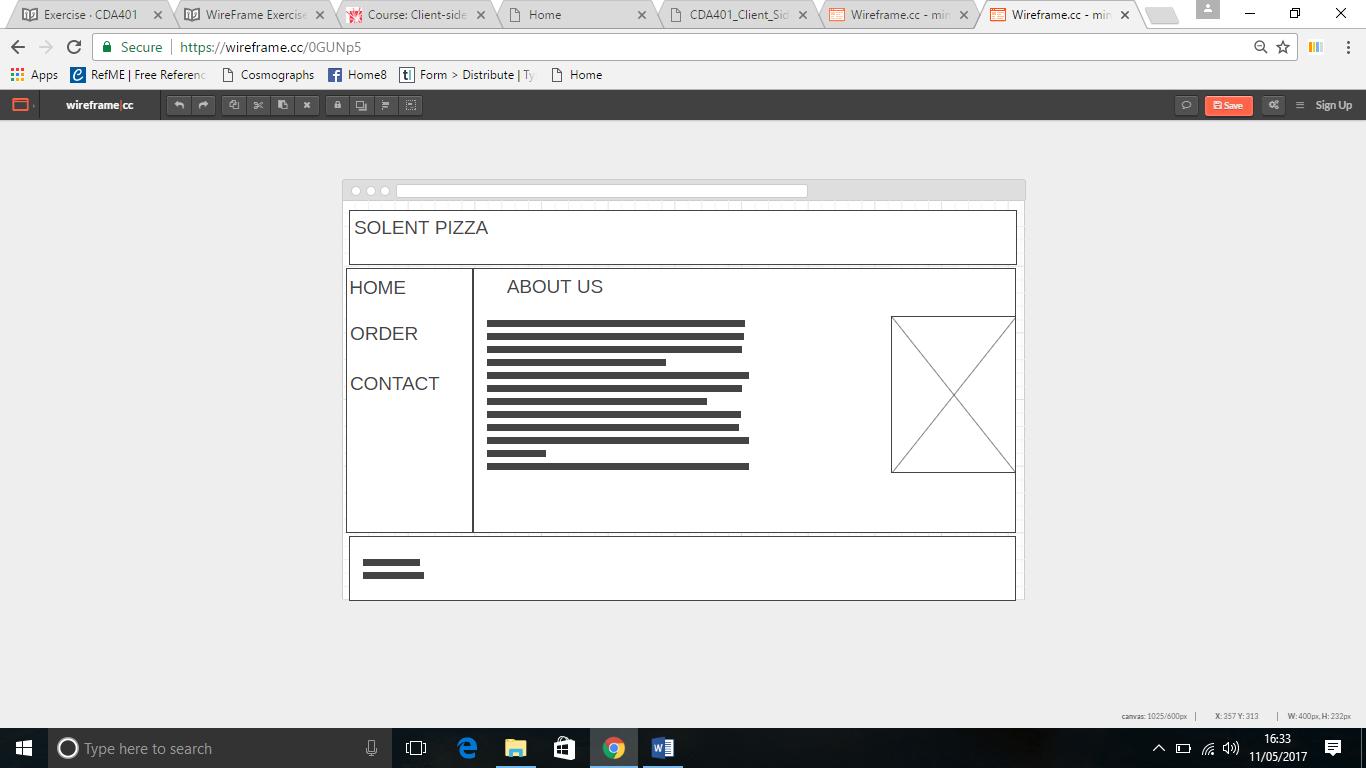 Exercise · CDA401
WireFrame Exercise
Course: Client-side
Home
CDA401_Client_Sid
Wireframe.cc - min
Wireframe.cc - min
Secure
https://wireframe.cc/0GUNp5
Apps
RefME | Free Referenc
Cosmographs
Home8
Form > Distribute | Ty
Home
wireframe|cc
Save
Sign Up
SOLENT PIZZA
HOME
ABOUT US
ORDER
CONTACT
canvas: 1025/600px
X: 357 Y: 313
W: 400px, H: 232px
Type here to search
16:33
11/05/2017